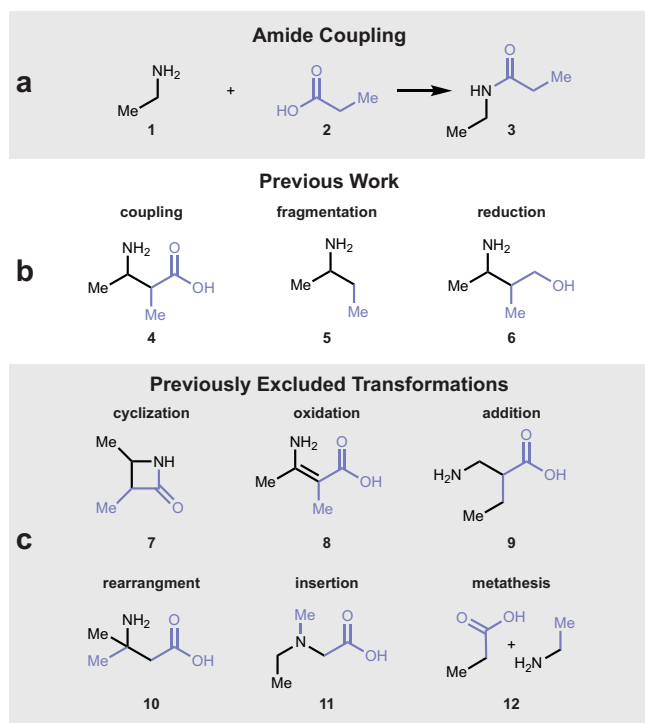 Amide Coupling
a
NH2
Me
1
+
O
HO
Me
2
O
HN
Me
Me
3
Previous Work
b
coupling
fragmentation
reduction
NH2
O
Me
OH
Me
4
NH2
Me
Me
5
NH2
Me
OH
Me
6
Previously Excluded Transformations
c
cyclization
oxidation
addition
Me
NH
Me
O
7
NH2
O
Me
OH
Me
8
O
H2N
OH
Me
9
rearrangment
insertion
metathesis
NH2
O
Me
Me
OH
10
Me
O
N
OH
Me
11
OH
O
Me
+
Me
H2N
12